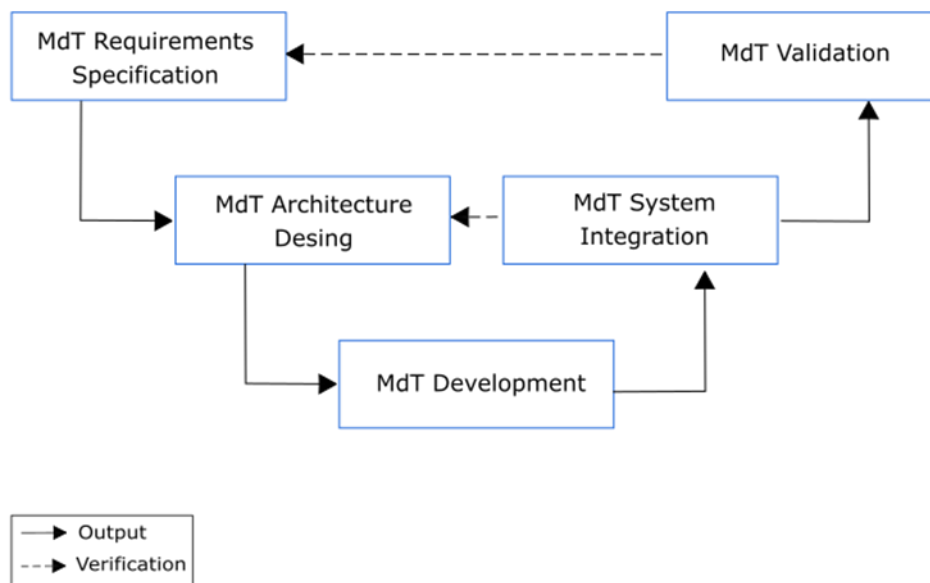 MdT Requirements
Specification
MdT Validation
MdT Architecture
Desing
MdT System
Integration
MdT Development
Output
Verification